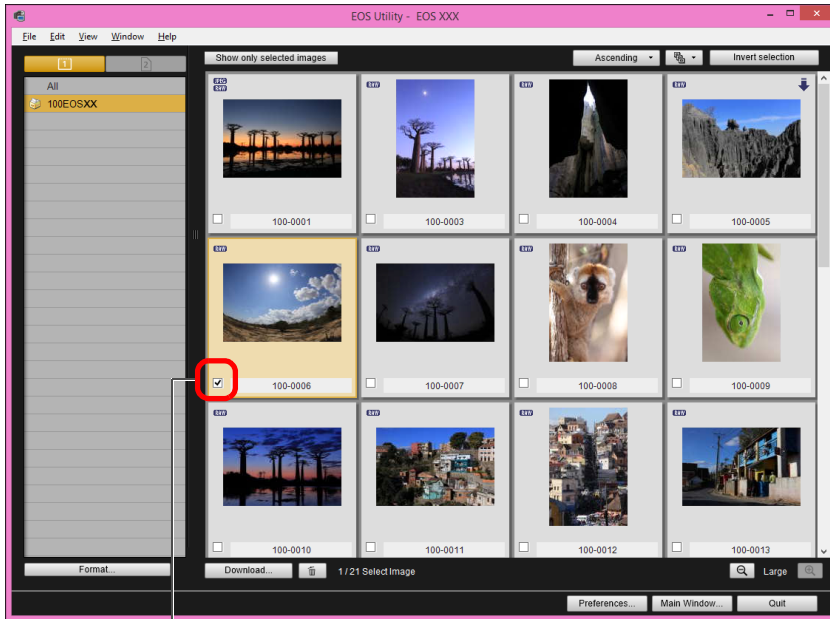 EOS Utility - EOS XXX
File Edit View Window Help
1 2
Show only selected images Ascending Invert selection
All
100EOSXX
JPEG RAW RAW RAW RAW
100-0001 100-0003 100-0004 100-0005
RAW RAW RAW RAW
100-0006 100-0007 100-0008 100-0009
RAW RAW RAW RAW
100-0010 100-0011 100-0012 100-0013
Format... Download... 1 / 21 Select Image Large
Preferences... Main Window... Quit